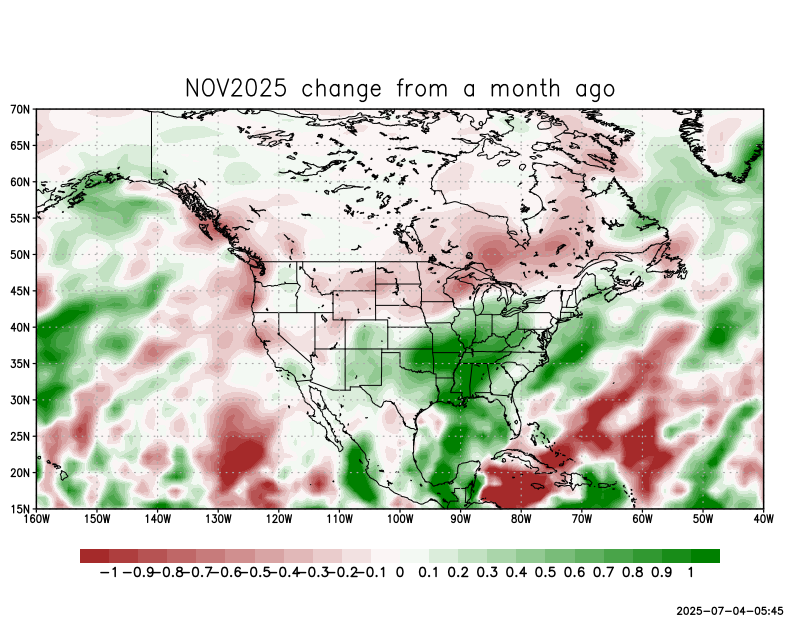 NOV2025 change from a month ago
70N
65N
60N
55N
50N
45N
40N
35N
30N
25N
20N
15N
160W 150W 140W 130W 120W 110W 100W 90W 80W 70W 60W 50W 40W
−1 −0.9 −0.8 −0.7 −0.6 −0.5 −0.4 −0.3 −0.2 −0.1 0 0.1 0.2 0.3 0.4 0.5 0.6 0.7 0.8 0.9 1
2025-07-04-05:45